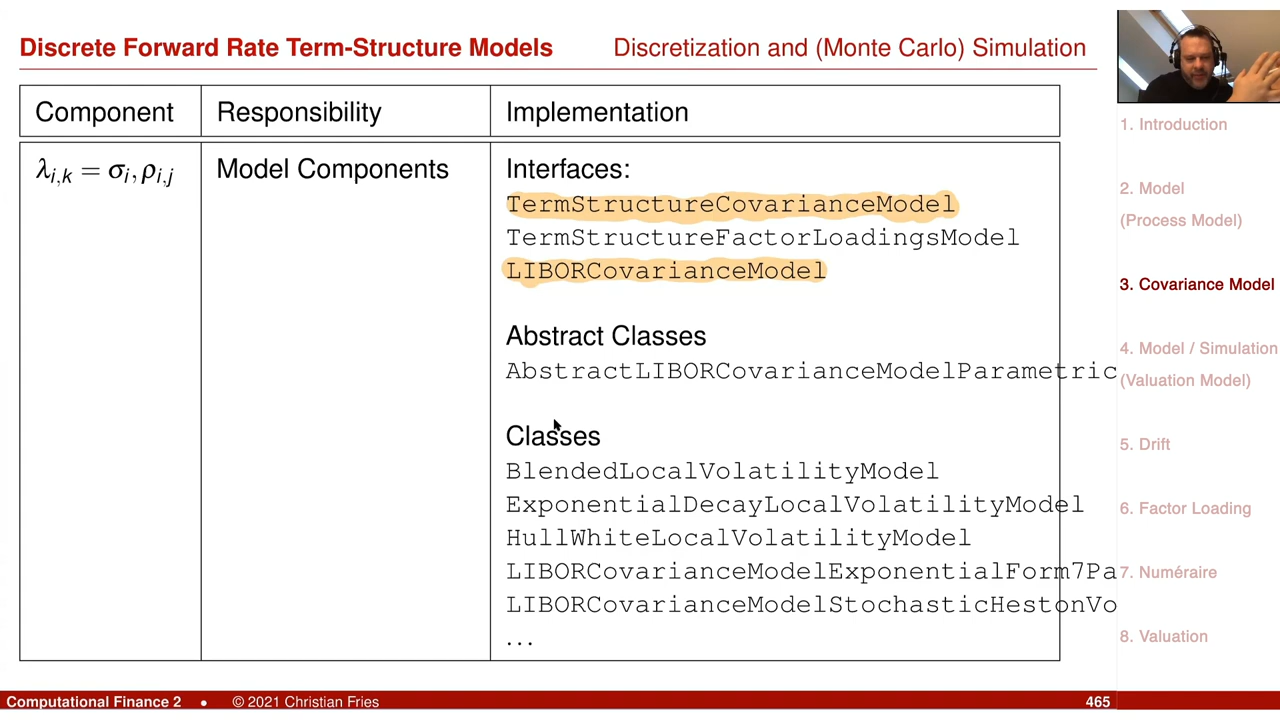 Discrete Forward Rate Term-Structure Models
Discretization and (Monte Carlo) Simulation
Component Responsibility Implementation
λi,k = σi, ρi,j Model Components Interfaces:
TermStructureCovarianceModel
TermStructureFactorLoadingsModel
LIBORCovarianceModel
Abstract Classes
AbstractLIBORCovarianceModelParametric
Classes
BlendedLocalVolatilityModel
ExponentialDecayLocalVolatilityModel
HullWhiteLocalVolatilityModel
LIBORCovarianceModelExponentialForm7Pa
LIBORCovarianceModelStochasticHestonVo
...
1. Introduction
2. Model
(Process Model)
3. Covariance Model
4. Model / Simulation
(Valuation Model)
5. Drift
6. Factor Loading
7. Numéraire
8. Valuation
Computational Finance 2 • © 2021 Christian Fries 465